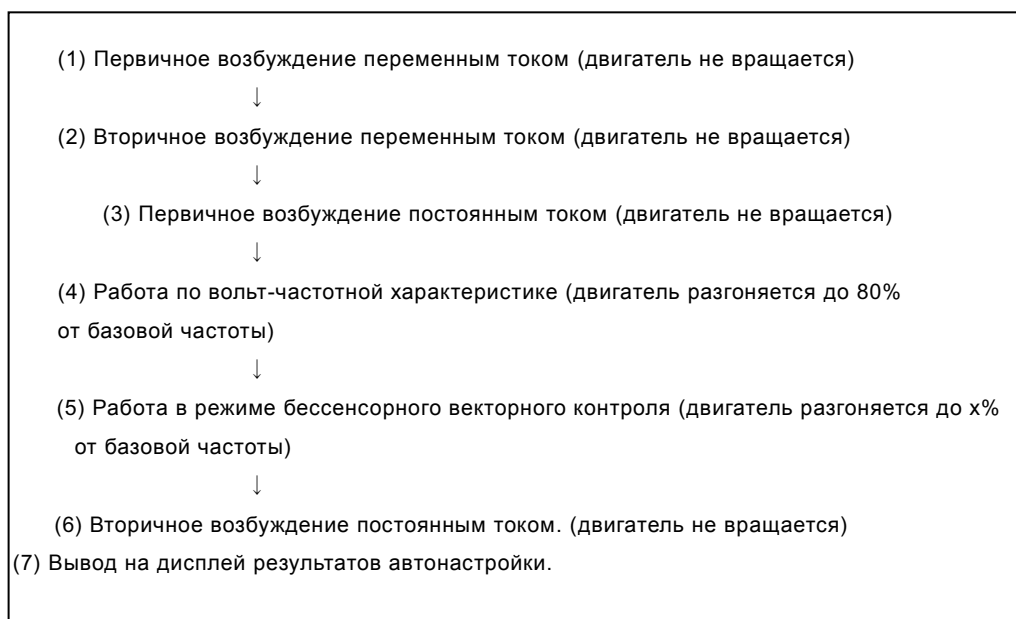 (1) Первичное возбуждение переменным током (двигатель не вращается)
↓
(2) Вторичное возбуждение переменным током (двигатель не вращается)
↓
(3) Первичное возбуждение постоянным током (двигатель не вращается)
↓
(4) Работа по вольт-частотной характеристике (двигатель разгоняется до 80%
от базовой частоты)
↓
(5) Работа в режиме бессенсорного векторного контроля (двигатель разгоняется до x%
от базовой частоты)
↓
(6) Вторичное возбуждение постоянным током. (двигатель не вращается)
(7) Вывод на дисплей результатов автонастройки.